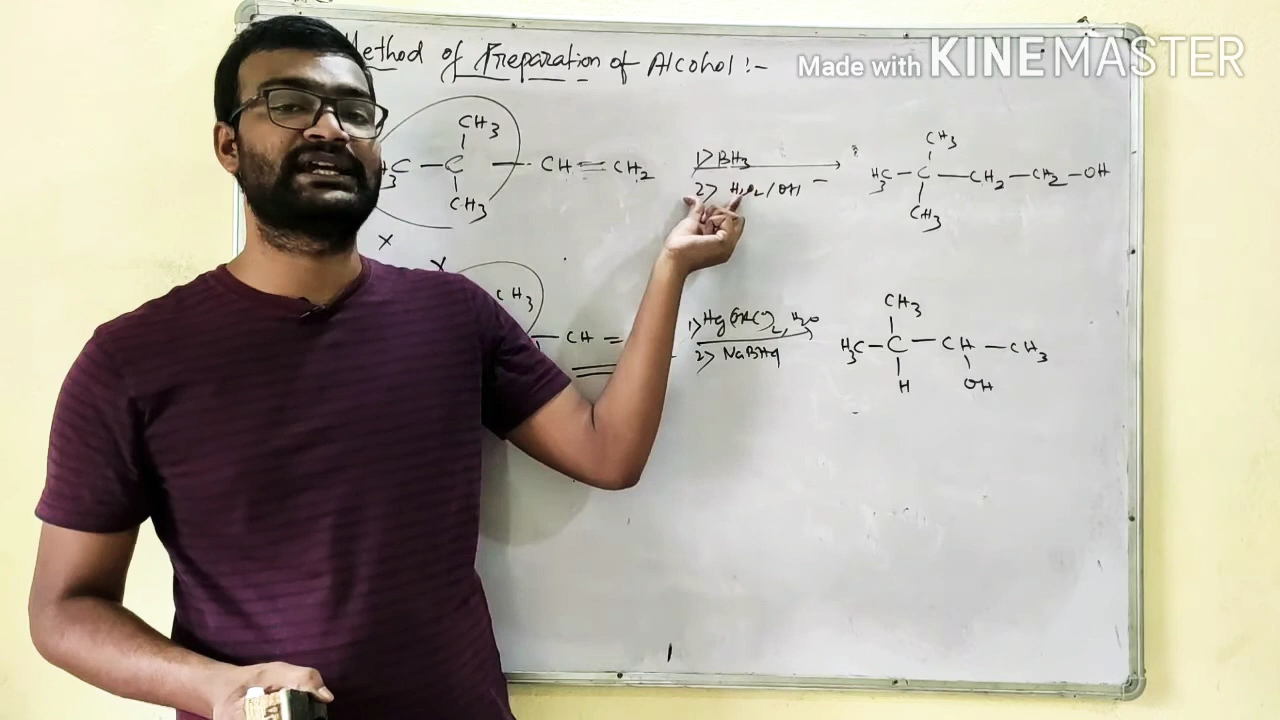 Method of Preparation of Alcohol :-
Made with KINEMASTER
CH3
C — C — CH = CH2
CH3
1> BH3
2> H2O2 / OH –
CH3
H3C – C — CH2 — CH2 – OH
CH3
x
x
CH3
CH =
1> Hg(OAc)2, H2O
2> NaBH4
CH3
H3C – C — CH – CH3
H OH